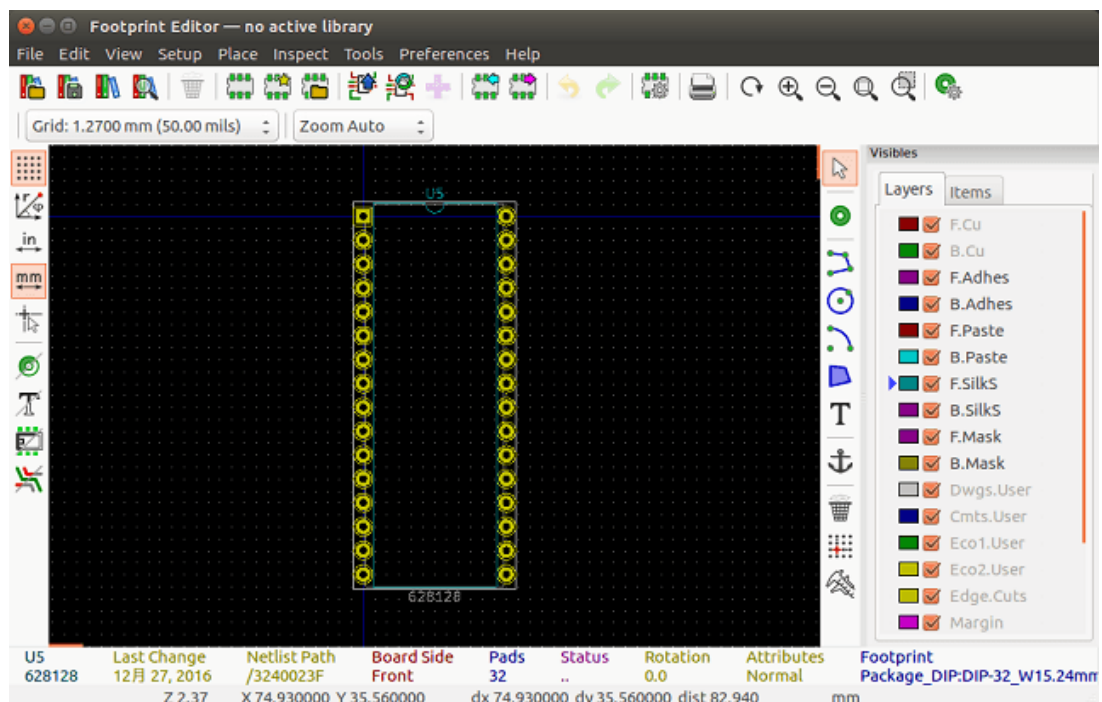 Footprint Editor — no active library
File Edit View Setup Place Inspect Tools Preferences Help
Grid: 1.2700 mm (50.00 mils) Zoom Auto
Visibles
Layers Items
in
mm
T
U5
628128
F.Cu
B.Cu
F.Adhes
B.Adhes
F.Paste
B.Paste
F.SilkS
B.SilkS
F.Mask
B.Mask
Dwgs.User
Cmts.User
Eco1.User
Eco2.User
Edge.Cuts
Margin
U5 Last Change Netlist Path Board Side Pads Status Rotation Attributes Footprint
628128 12月 27, 2016 /3240023F Front 32 .. 0.0 Normal Package_DIP:DIP-32_W15.24mm
Z 2.37 X 74.930000 Y 35.560000 dx 74.930000 dy 35.560000 dist 82.940 mm